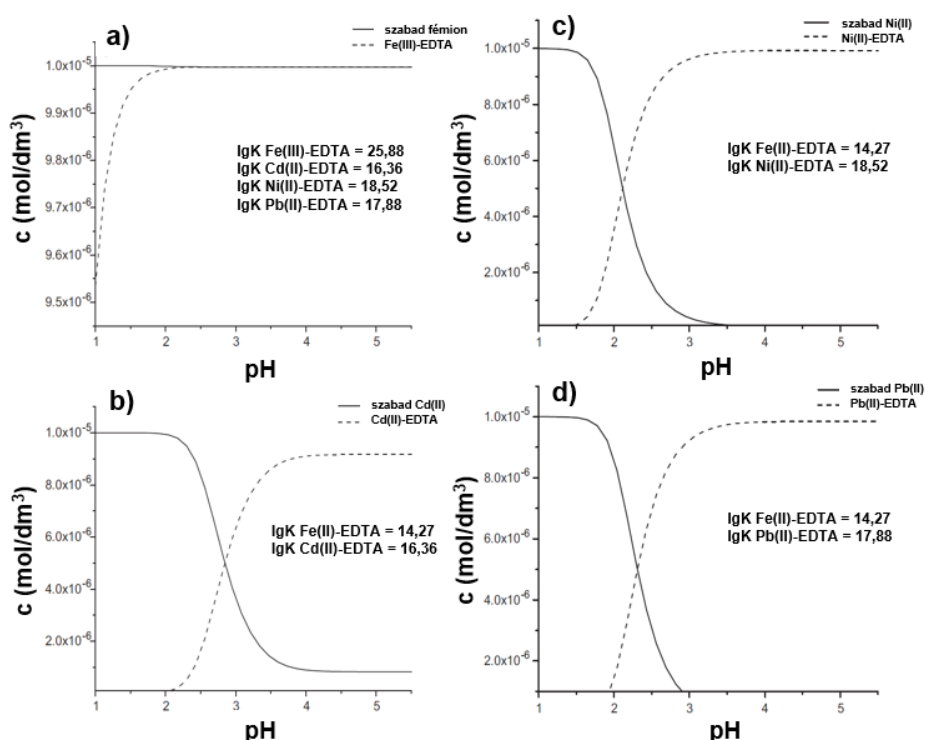 a)
szabad fémion
Fe(III)-EDTA
1.0x10⁻⁵
9.9x10⁻⁶
9.8x10⁻⁶
9.7x10⁻⁶
9.6x10⁻⁶
9.5x10⁻⁶
c (mol/dm³)
lgK Fe(III)-EDTA = 25,88
lgK Cd(II)-EDTA = 16,36
lgK Ni(II)-EDTA = 18,52
lgK Pb(II)-EDTA = 17,88
1 2 3 4 5
pH
c)
szabad Ni(II)
Ni(II)-EDTA
1.0x10⁻⁵
8.0x10⁻⁶
6.0x10⁻⁶
4.0x10⁻⁶
2.0x10⁻⁶
c (mol/dm³)
lgK Fe(II)-EDTA = 14,27
lgK Ni(II)-EDTA = 18,52
1 2 3 4 5
pH
b)
szabad Cd(II)
Cd(II)-EDTA
1.0x10⁻⁵
8.0x10⁻⁶
6.0x10⁻⁶
4.0x10⁻⁶
2.0x10⁻⁶
c (mol/dm³)
lgK Fe(II)-EDTA = 14,27
lgK Cd(II)-EDTA = 16,36
1 2 3 4 5
pH
d)
szabad Pb(II)
Pb(II)-EDTA
1.0x10⁻⁵
8.0x10⁻⁶
6.0x10⁻⁶
4.0x10⁻⁶
2.0x10⁻⁶
c (mol/dm³)
lgK Fe(II)-EDTA = 14,27
lgK Pb(II)-EDTA = 17,88
1 2 3 4 5
pH